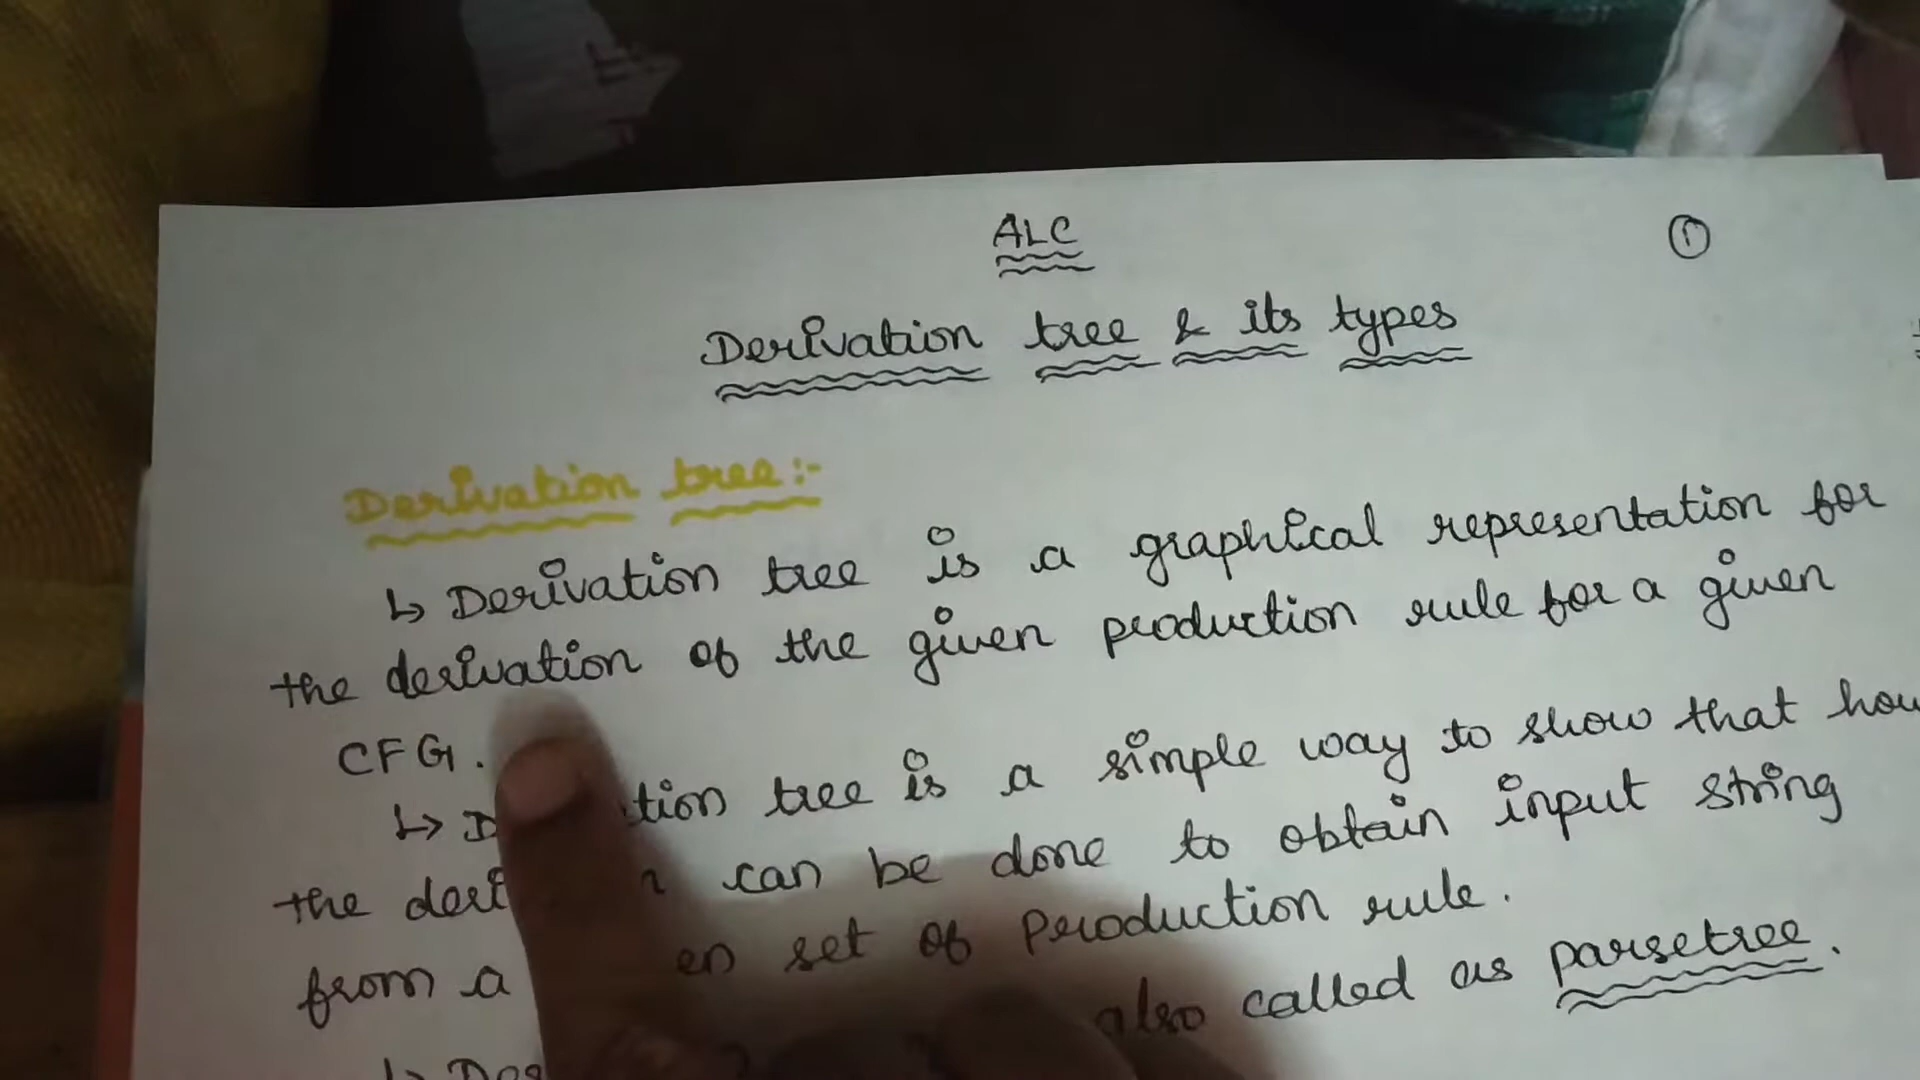 ALC
1
Derivation tree & its types
Derivation tree :-
↳ Derivation tree is a graphical representation for
the derivation of the given production rule for a given
CFG.
tree is a simple way to show that how
the can be done to obtain input string
from a set of production rule.
also called as parsetree.